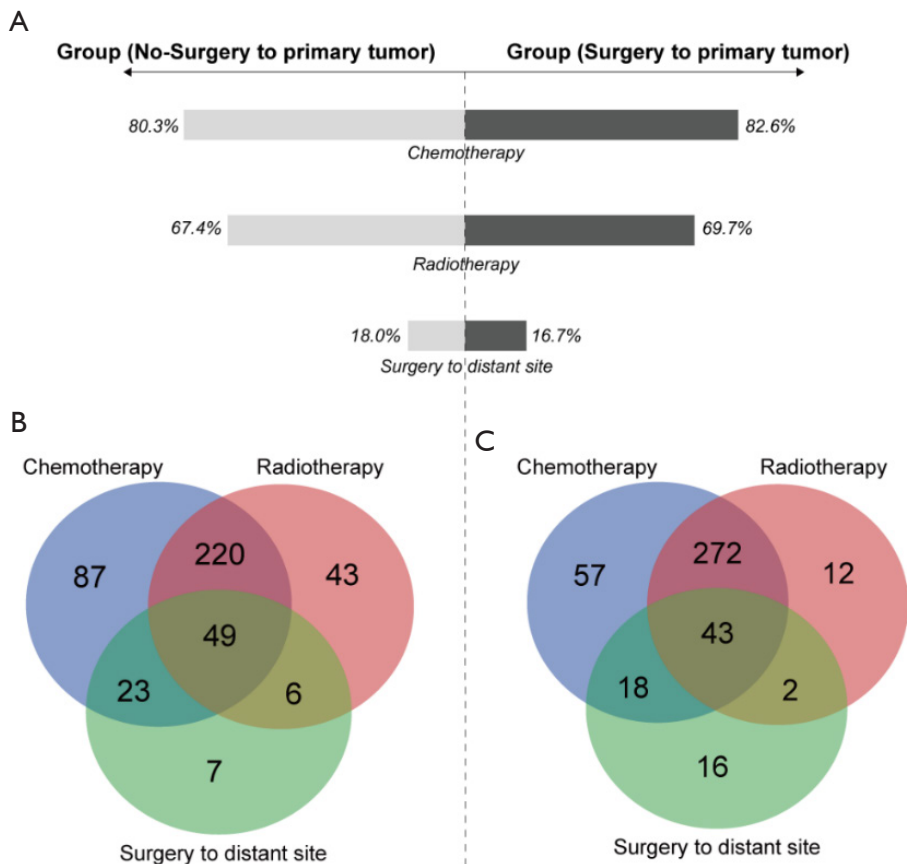 A
Group (No-Surgery to primary tumor) Group (Surgery to primary tumor)
80.3% 82.6%
Chemotherapy
67.4% 69.7%
Radiotherapy
18.0% 16.7%
Surgery to distant site
B
Chemotherapy Radiotherapy
87 220 43
49
23 6
7
Surgery to distant site
C
Chemotherapy Radiotherapy
57 272 12
43
18 2
16
Surgery to distant site